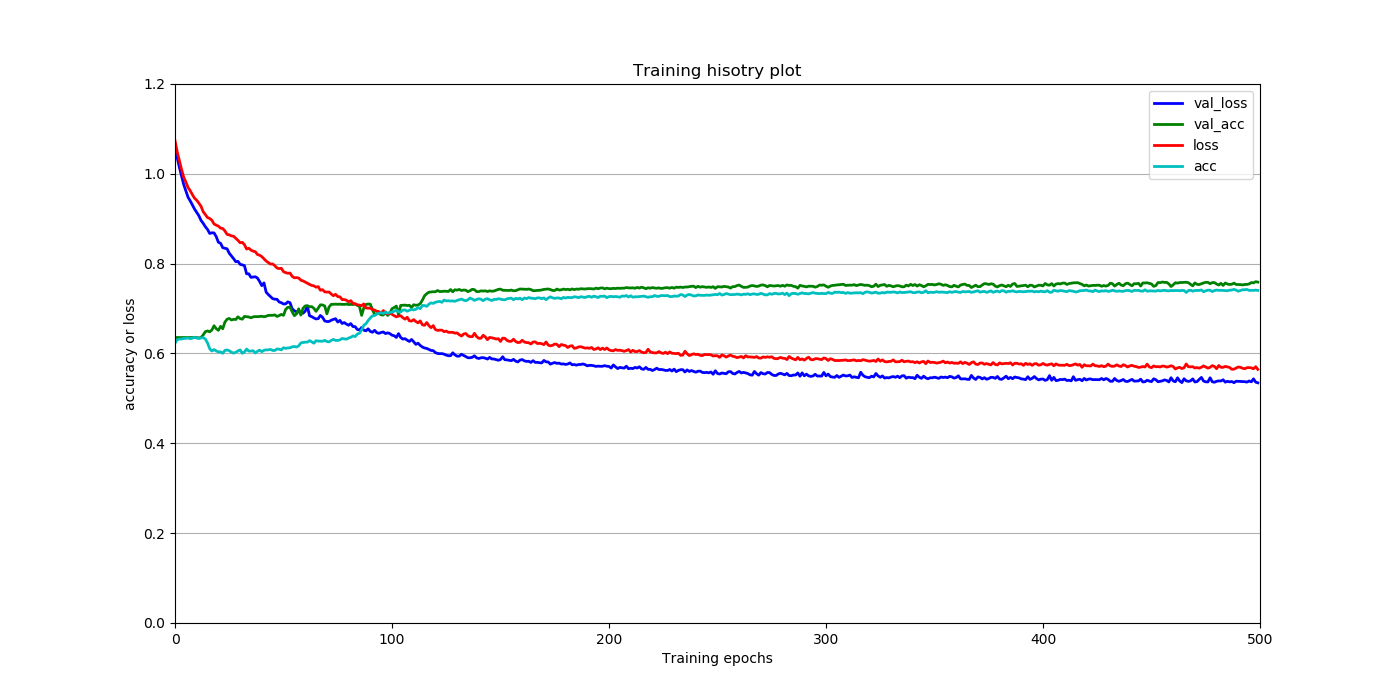 Training hisotry plot
1.2
1.0
0.8
0.6
0.4
0.2
0.0
accuracy or loss
val_loss
val_acc
loss
acc
0 100 200 300 400 500
Training epochs